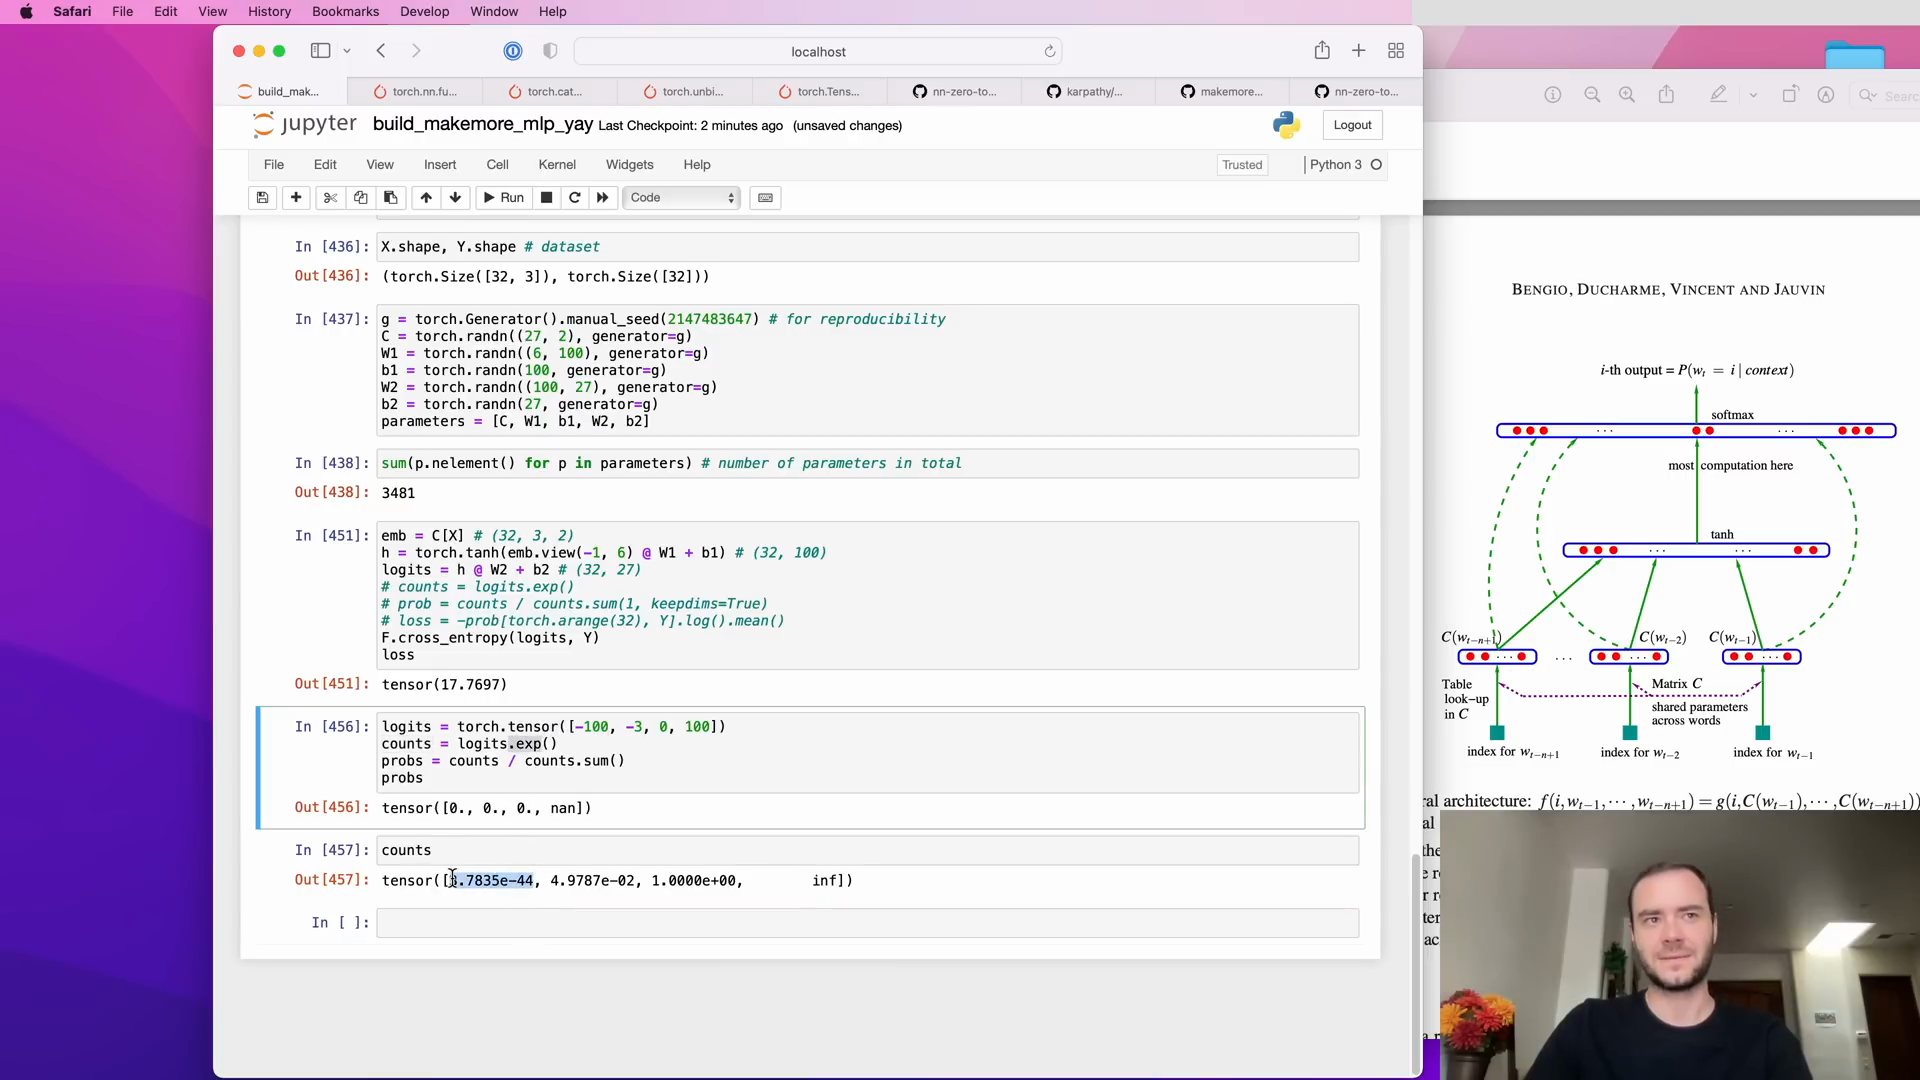 Safari File Edit View History Bookmarks Develop Window Help
localhost
build_mak... torch.nn.fu... torch.cat... torch.unbi... torch.Tens... nn-zero-to... karpathy/... makemore... nn-zero-to...
jupyter build_makemore_mlp_yay Last Checkpoint: 2 minutes ago (unsaved changes) Logout
File Edit View Insert Cell Kernel Widgets Help Trusted Python 3
Run Code
In [436]: X.shape, Y.shape # dataset
Out[436]: (torch.Size([32, 3]), torch.Size([32]))
In [437]: g = torch.Generator().manual_seed(2147483647) # for reproducibility
C = torch.randn((27, 2), generator=g)
W1 = torch.randn((6, 100), generator=g)
b1 = torch.randn(100, generator=g)
W2 = torch.randn((100, 27), generator=g)
b2 = torch.randn(27, generator=g)
parameters = [C, W1, b1, W2, b2]
In [438]: sum(p.nelement() for p in parameters) # number of parameters in total
Out[438]: 3481
In [451]: emb = C[X] # (32, 3, 2)
h = torch.tanh(emb.view(-1, 6) @ W1 + b1) # (32, 100)
logits = h @ W2 + b2 # (32, 27)
# counts = logits.exp()
# prob = counts / counts.sum(1, keepdims=True)
# loss = -prob[torch.arange(32), Y].log().mean()
F.cross_entropy(logits, Y)
loss
Out[451]: tensor(17.7697)
In [456]: logits = torch.tensor([-100, -3, 0, 100])
counts = logits.exp()
probs = counts / counts.sum()
probs
Out[456]: tensor([0., 0., 0., nan])
In [457]: counts
Out[457]: tensor([.7835e-44, 4.9787e-02, 1.0000e+00, inf])
In [ ]:
Search
BENGIO, DUCHARME, VINCENT AND JAUVIN
i-th output = P(w_t = i | context)
softmax
...
...
most computation here
tanh
...
...
C(w_{t-n+1}) C(w_{t-2}) C(w_{t-1})
... ... ... ...
Table look-up in C
Matrix C
shared parameters
across words
index for w_{t-n+1} index for w_{t-2} index for w_{t-1}
ral architecture: f(i,w_{t-1},···,w_{t-n+1}) = g(i,C(w_{t-1}),···,C(w_{t-n+1}))
al